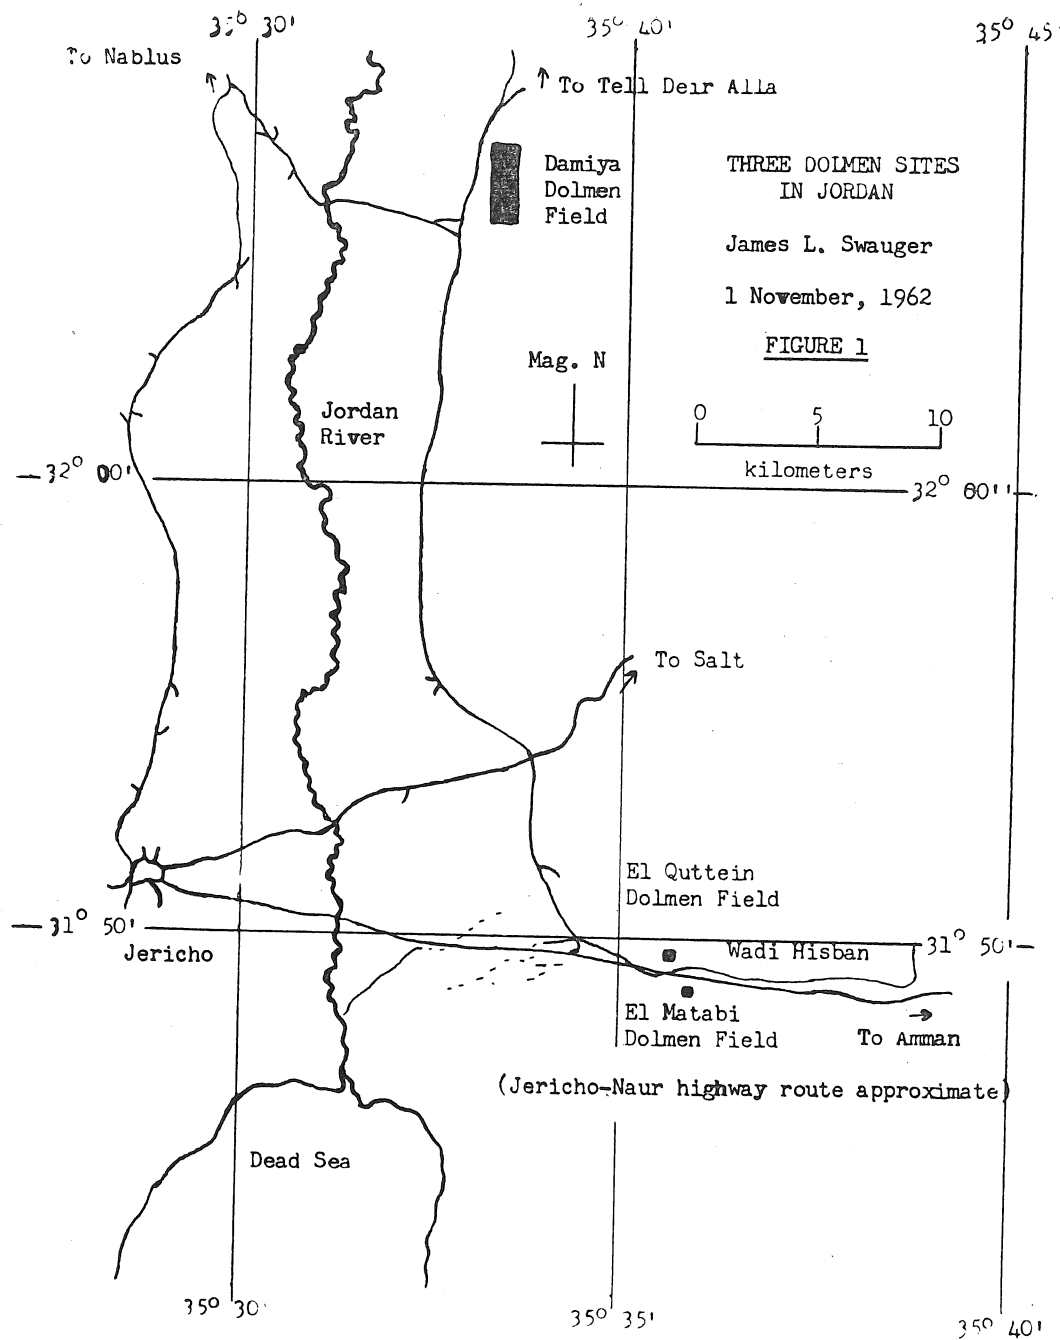 35° 30'
35° 40'
35° 45'
To Nablus
To Tell Deir Alla
Damiya
Dolmen
Field
THREE DOLMEN SITES
IN JORDAN
James L. Swauger
1 November, 1962
FIGURE 1
Mag. N
0 5 10
kilometers
Jordan
River
32° 00'
32° 60''
To Salt
El Quttein
Dolmen Field
31° 50'
31° 50'
Jericho
Wadi Hisban
El Matabi
Dolmen Field
To Amman
(Jericho-Naur highway route approximate)
Dead Sea
35° 30'
35° 35'
35° 40'